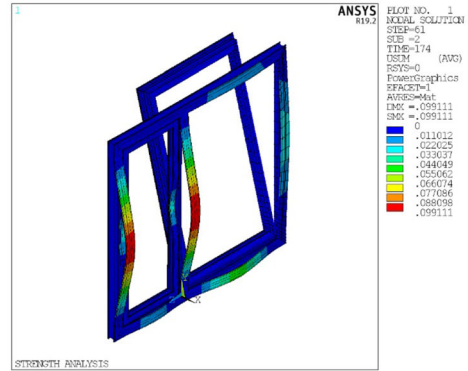 1
ANSYS
R19.2
PLOT NO. 1
NODAL SOLUTION
STEP=61
SUB =2
TIME=174
USUM (AVG)
RSYS=0
PowerGraphics
EFACET=1
AVRES=Mat
DMX =.099111
SMX =.099111
0
.011012
.022025
.033037
.044049
.055062
.066074
.077086
.088098
.099111
X
STRENGTH ANALYSIS